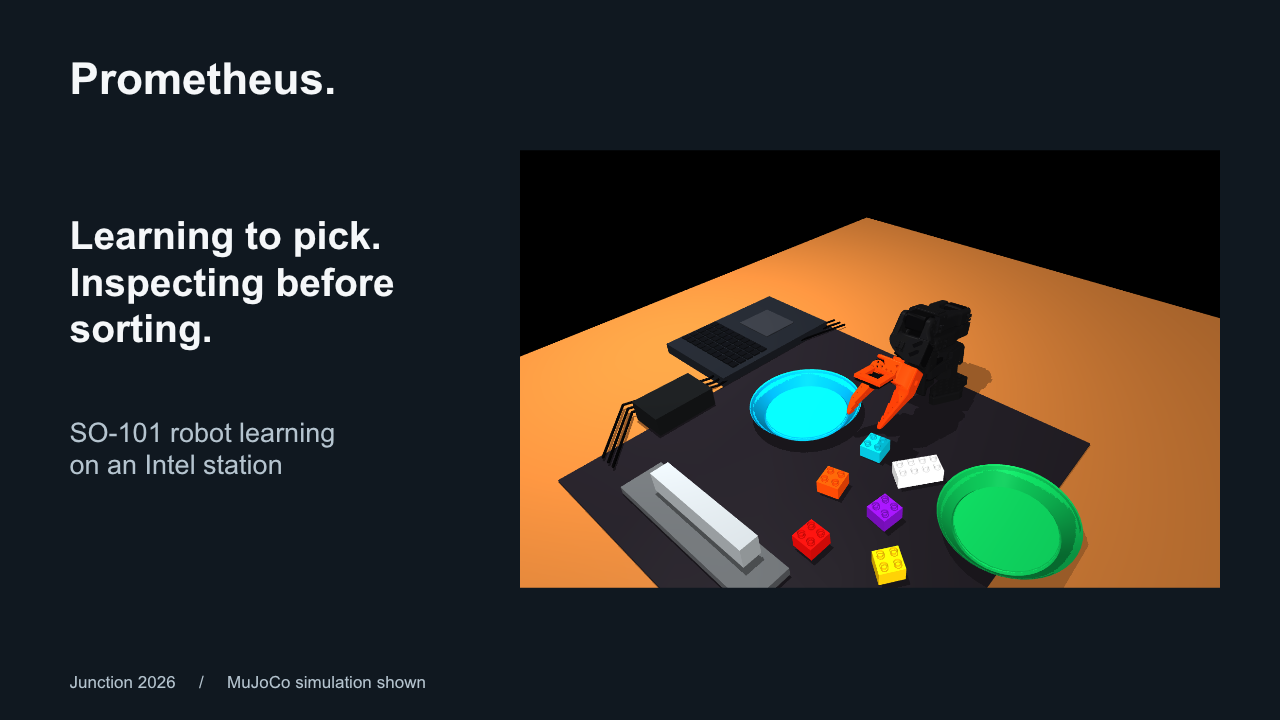 Prometheus.
Learning to pick.
Inspecting before
sorting.
SO-101 robot learning
on an Intel station
Junction 2026 / MuJoCo simulation shown